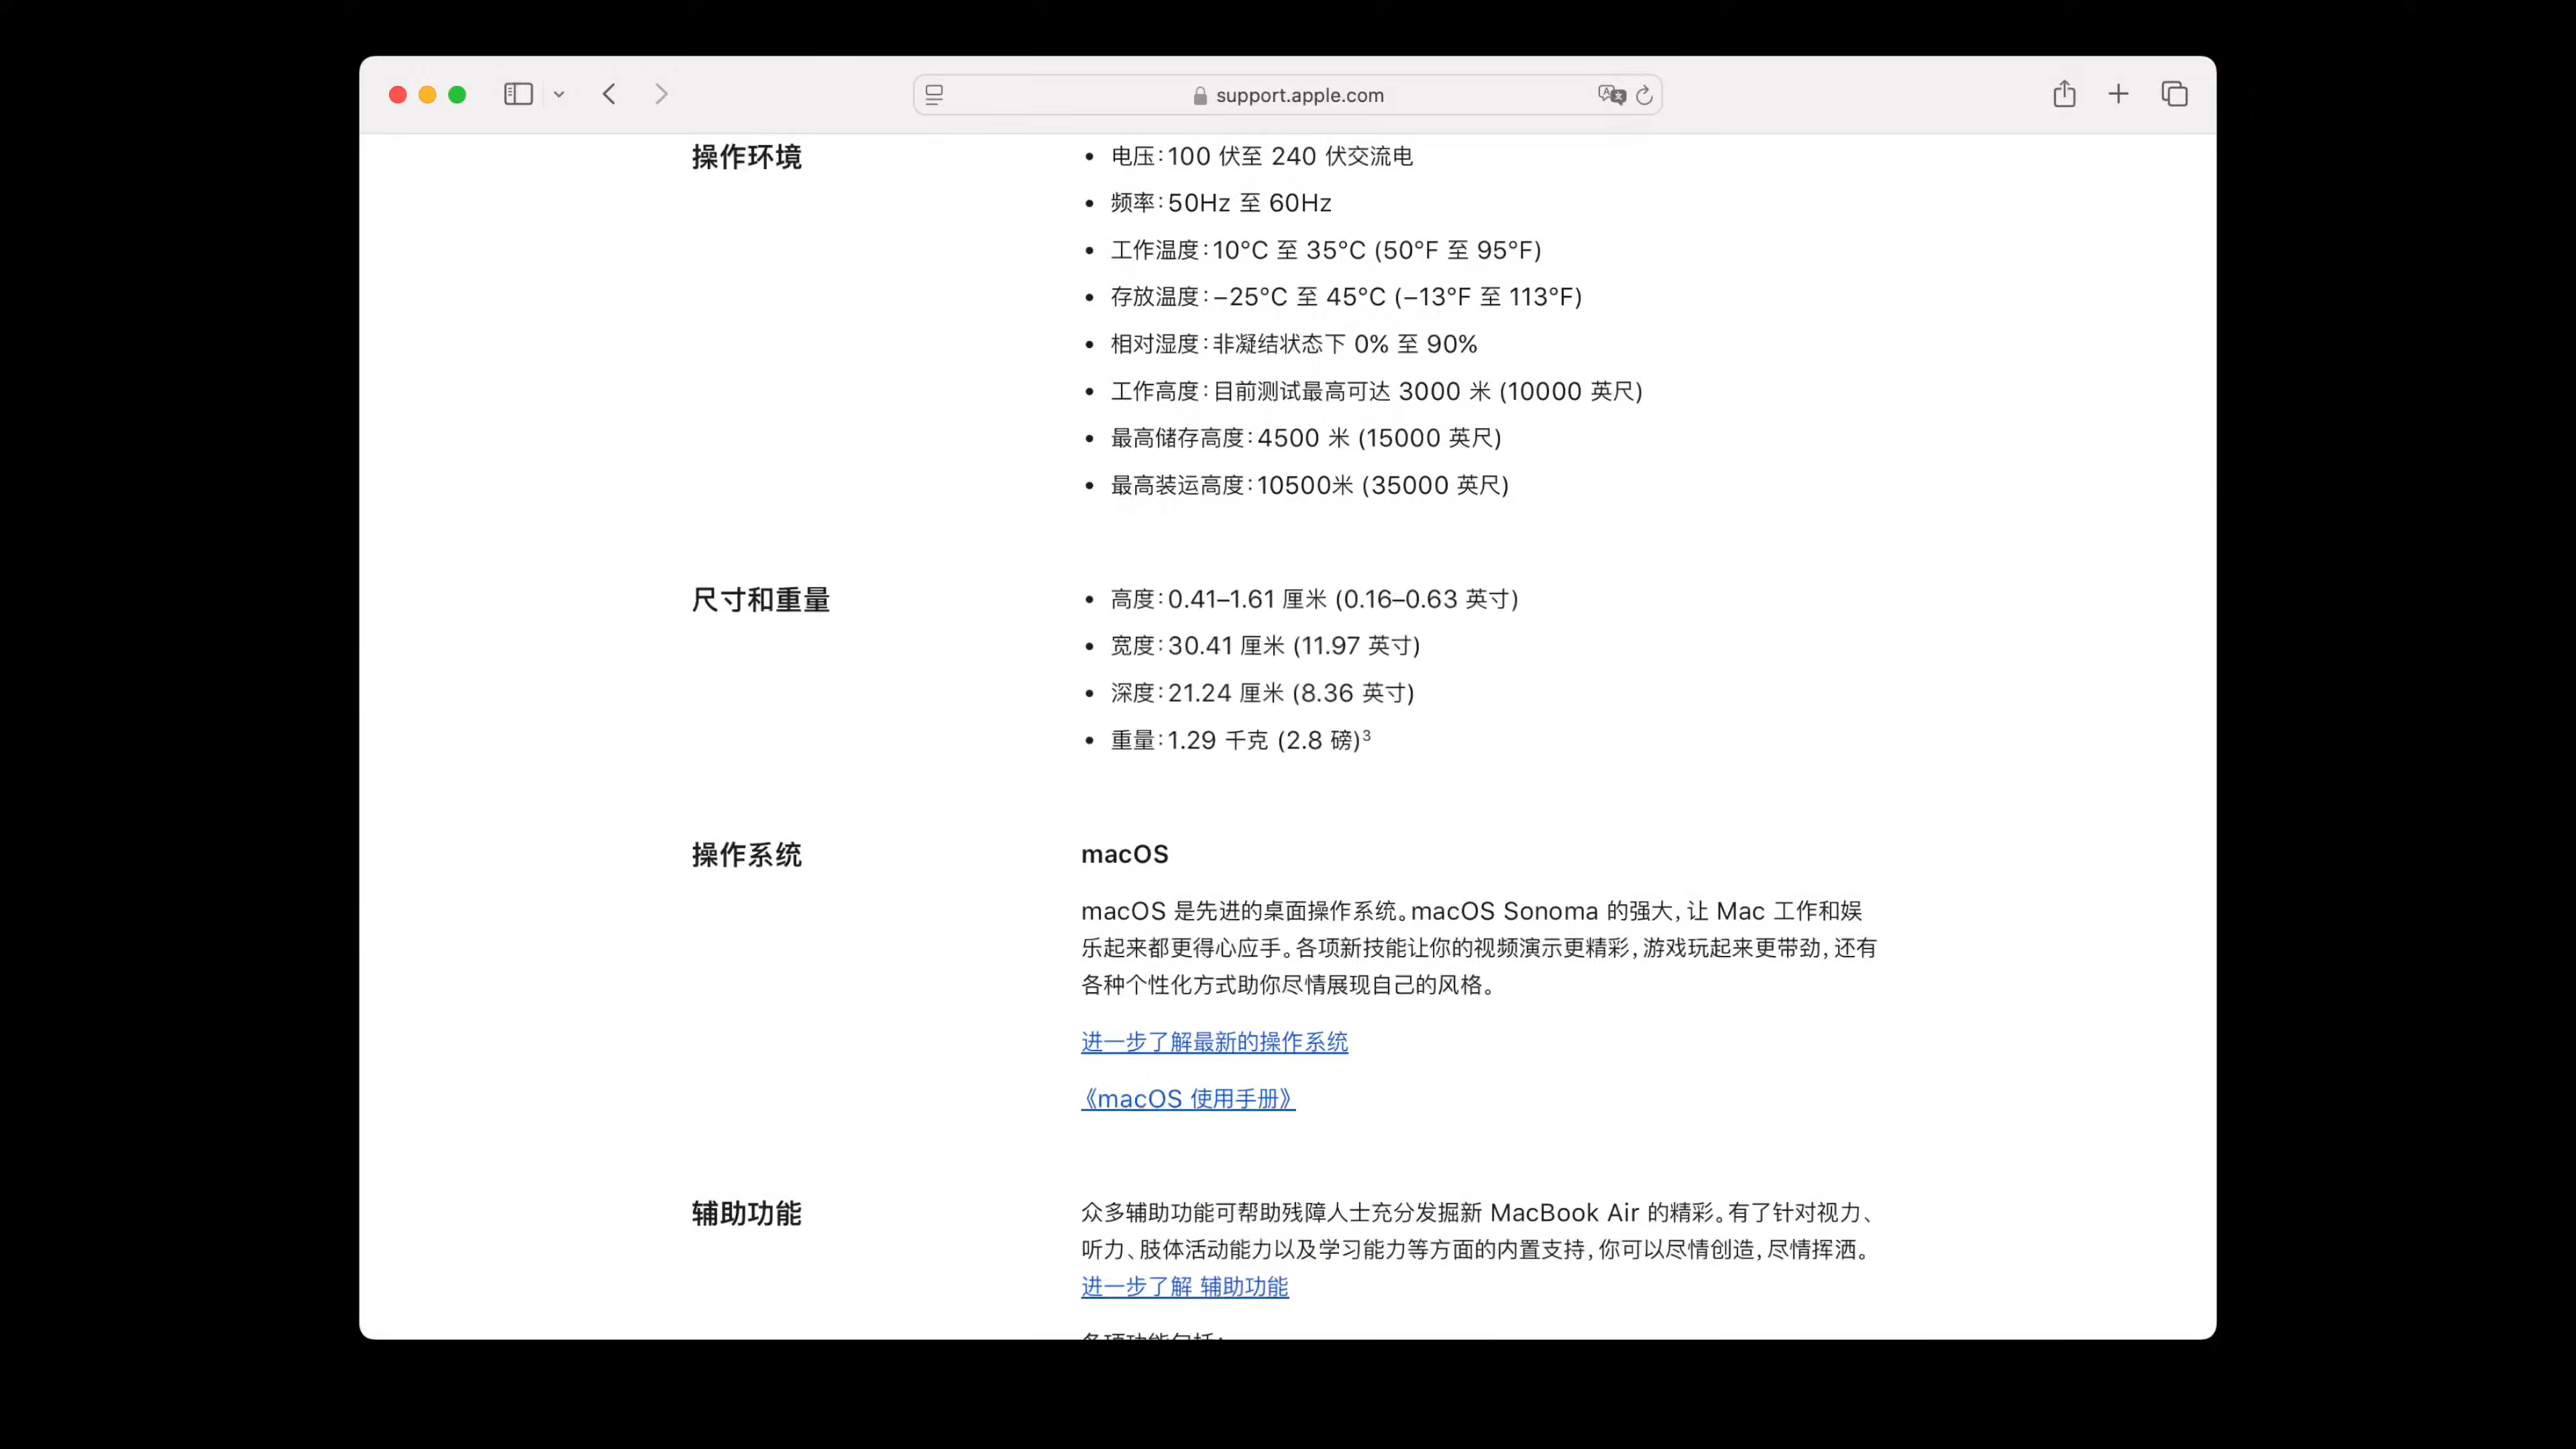 support.apple.com
操作环境
电压：100 伏至 240 伏交流电
频率：50Hz 至 60Hz
工作温度：10°C 至 35°C (50°F 至 95°F)
存放温度：–25°C 至 45°C (–13°F 至 113°F)
相对湿度：非凝结状态下 0% 至 90%
工作高度：目前测试最高可达 3000 米 (10000 英尺)
最高储存高度：4500 米 (15000 英尺)
最高装运高度：10500米 (35000 英尺)
尺寸和重量
高度：0.41–1.61 厘米 (0.16–0.63 英寸)
宽度：30.41 厘米 (11.97 英寸)
深度：21.24 厘米 (8.36 英寸)
重量：1.29 千克 (2.8 磅)³
操作系统
macOS
macOS 是先进的桌面操作系统。macOS Sonoma 的强大，让 Mac 工作和娱
乐起来都更得心应手。各项新技能让你的视频演示更精彩，游戏玩起来更带劲，还有
各种个性化方式助你尽情展现自己的风格。
进一步了解最新的操作系统
《macOS 使用手册》
辅助功能
众多辅助功能可帮助残障人士充分发掘新 MacBook Air 的精彩。有了针对视力、
听力、肢体活动能力以及学习能力等方面的内置支持，你可以尽情创造，尽情挥洒。
进一步了解 辅助功能
各项功能包括：